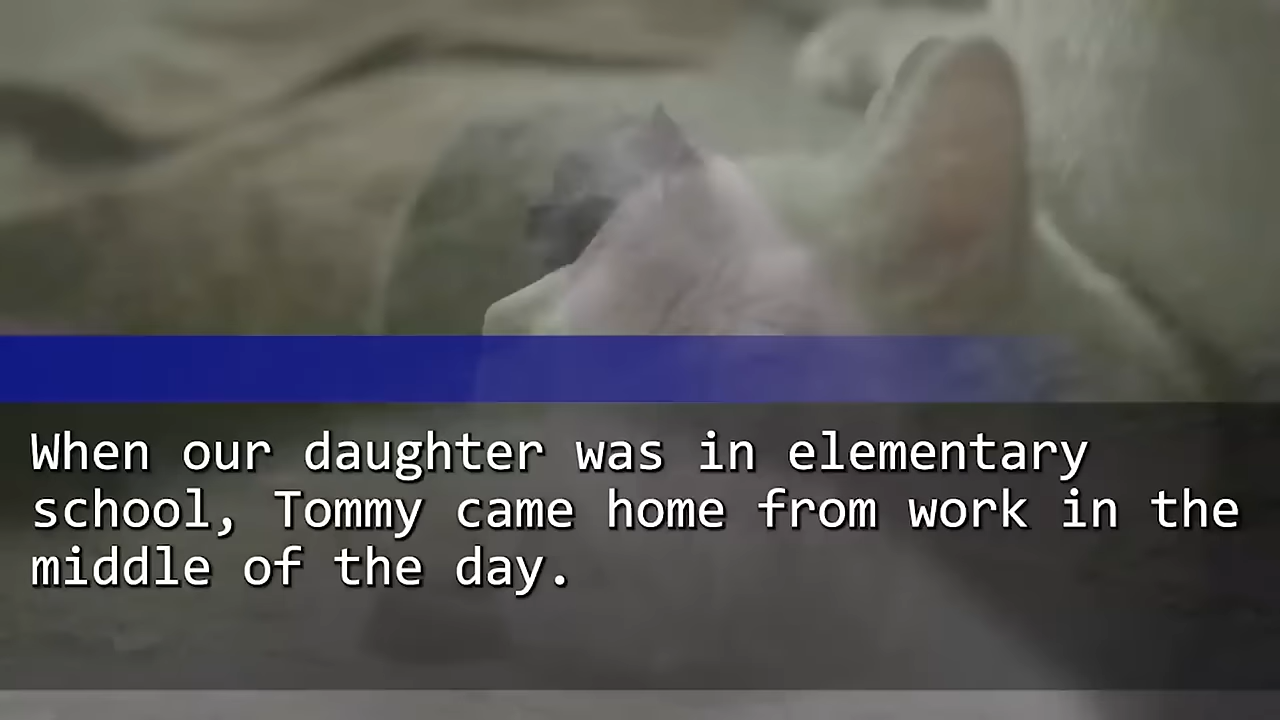 When our daughter was in elementary
school, Tommy came home from work in the
middle of the day.